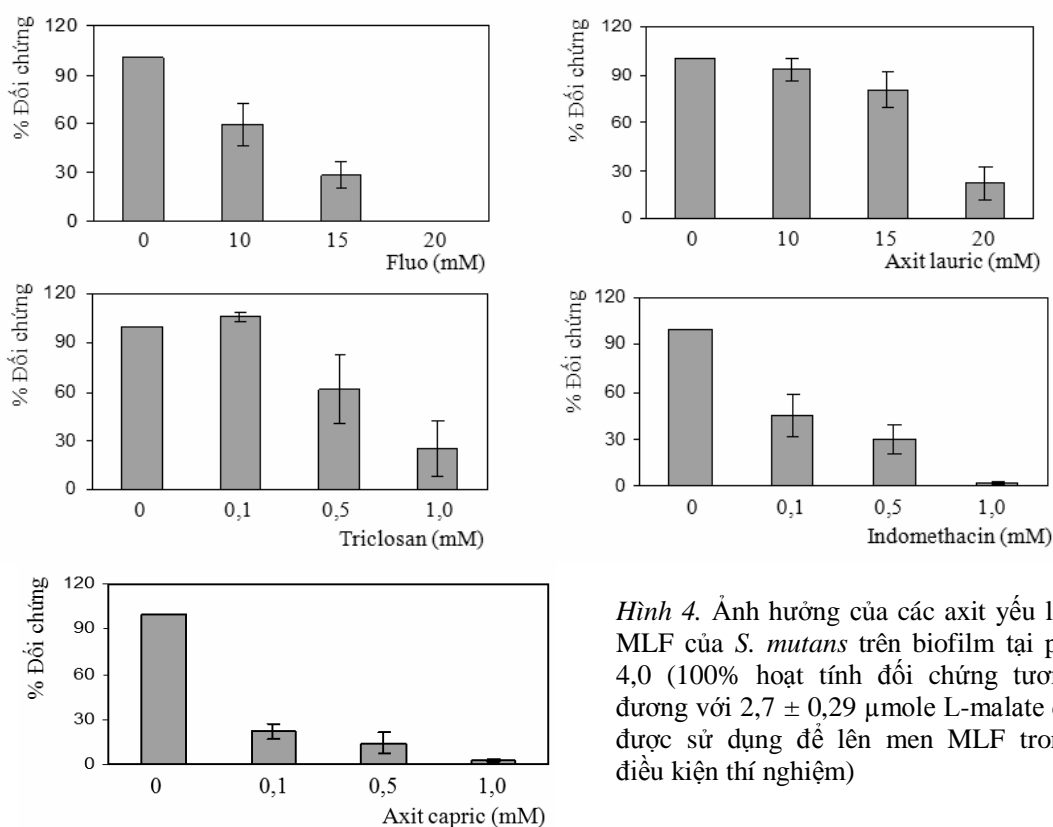 % Đối chứng
120
90
60
30
0
0 10 15 20
Fluo (mM)
% Đối chứng
120
90
60
30
0
0 10 15 20
Axit lauric (mM)
% Đối chứng
120
90
60
30
0
0 0,1 0,5 1,0
Triclosan (mM)
% Đối chứng
120
90
60
30
0
0 0,1 0,5 1,0
Indomethacin (mM)
% Đối chứng
120
90
60
30
0
0 0,1 0,5 1,0
Axit capric (mM)
Hình 4. Ảnh hưởng của các axit yếu
MLF của S. mutans trên biofilm tại
4,0 (100% hoạt tính đối chứng
đương với 2,7 ± 0,29 µmole L-malate
được sử dụng để lên men MLF
điều kiện thí nghiệm)